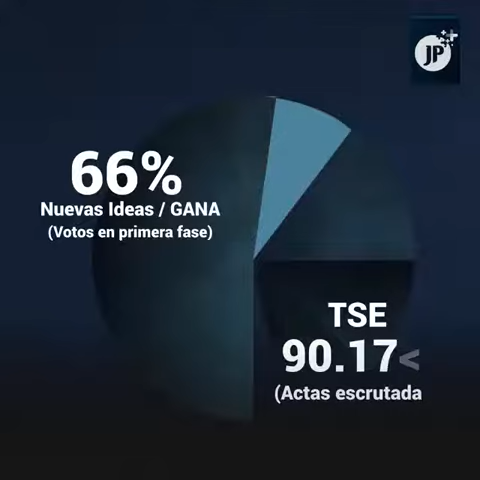 JP
66%
Nuevas Ideas / GANA
(Votos en primera fase)
TSE
90.17
(Actas escrutada